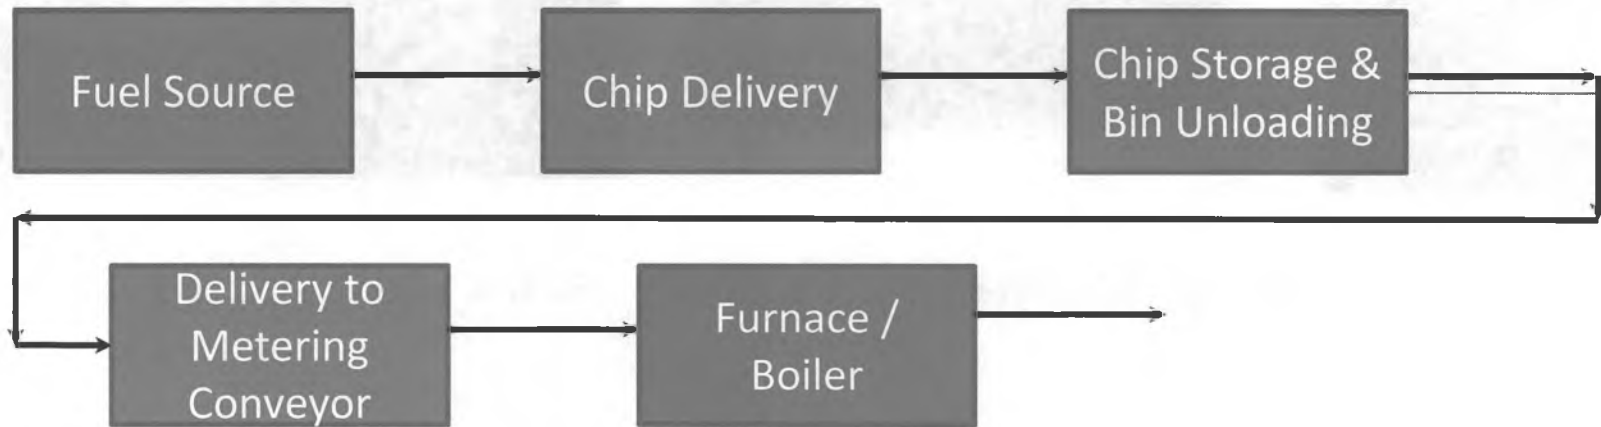 Fuel Source
Chip Delivery
Chip Storage &
Bin Unloading
Delivery to
Metering
Conveyor
Furnace /
Boiler